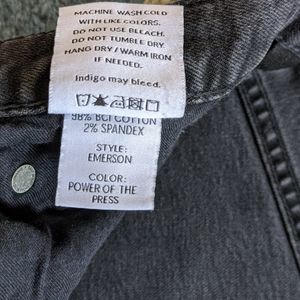 MACHINE WASH COLD
WITH LIKE COLORS.
DO NOT USE BLEACH.
DO NOT TUMBLE DRY.
HANG DRY / WARM IRON
IF NEEDED.
Indigo may bleed.
98% BCI COTTON
2% SPANDEX
STYLE:
EMERSON
COLOR:
POWER OF THE
PRESS